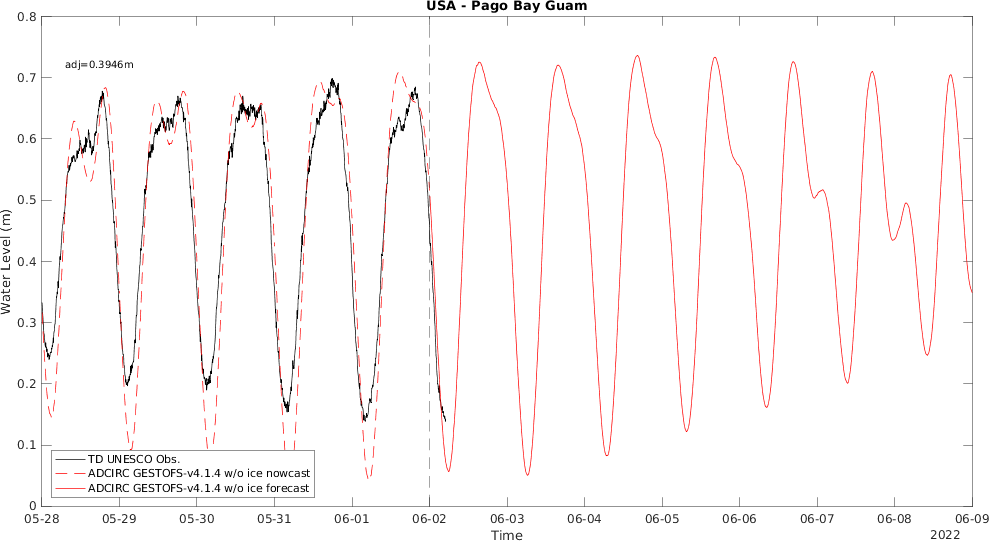 USA - Pago Bay Guam
0.8
0.7
0.6
0.5
0.4
0.3
0.2
0.1
0
Water Level (m)
adj=0.3946m
TD UNESCO Obs.
ADCIRC GESTOFS-v4.1.4 w/o ice nowcast
ADCIRC GESTOFS-v4.1.4 w/o ice forecast
05-28 05-29 05-30 05-31 06-01 06-02 06-03 06-04 06-05 06-06 06-07 06-08 06-09
Time
2022